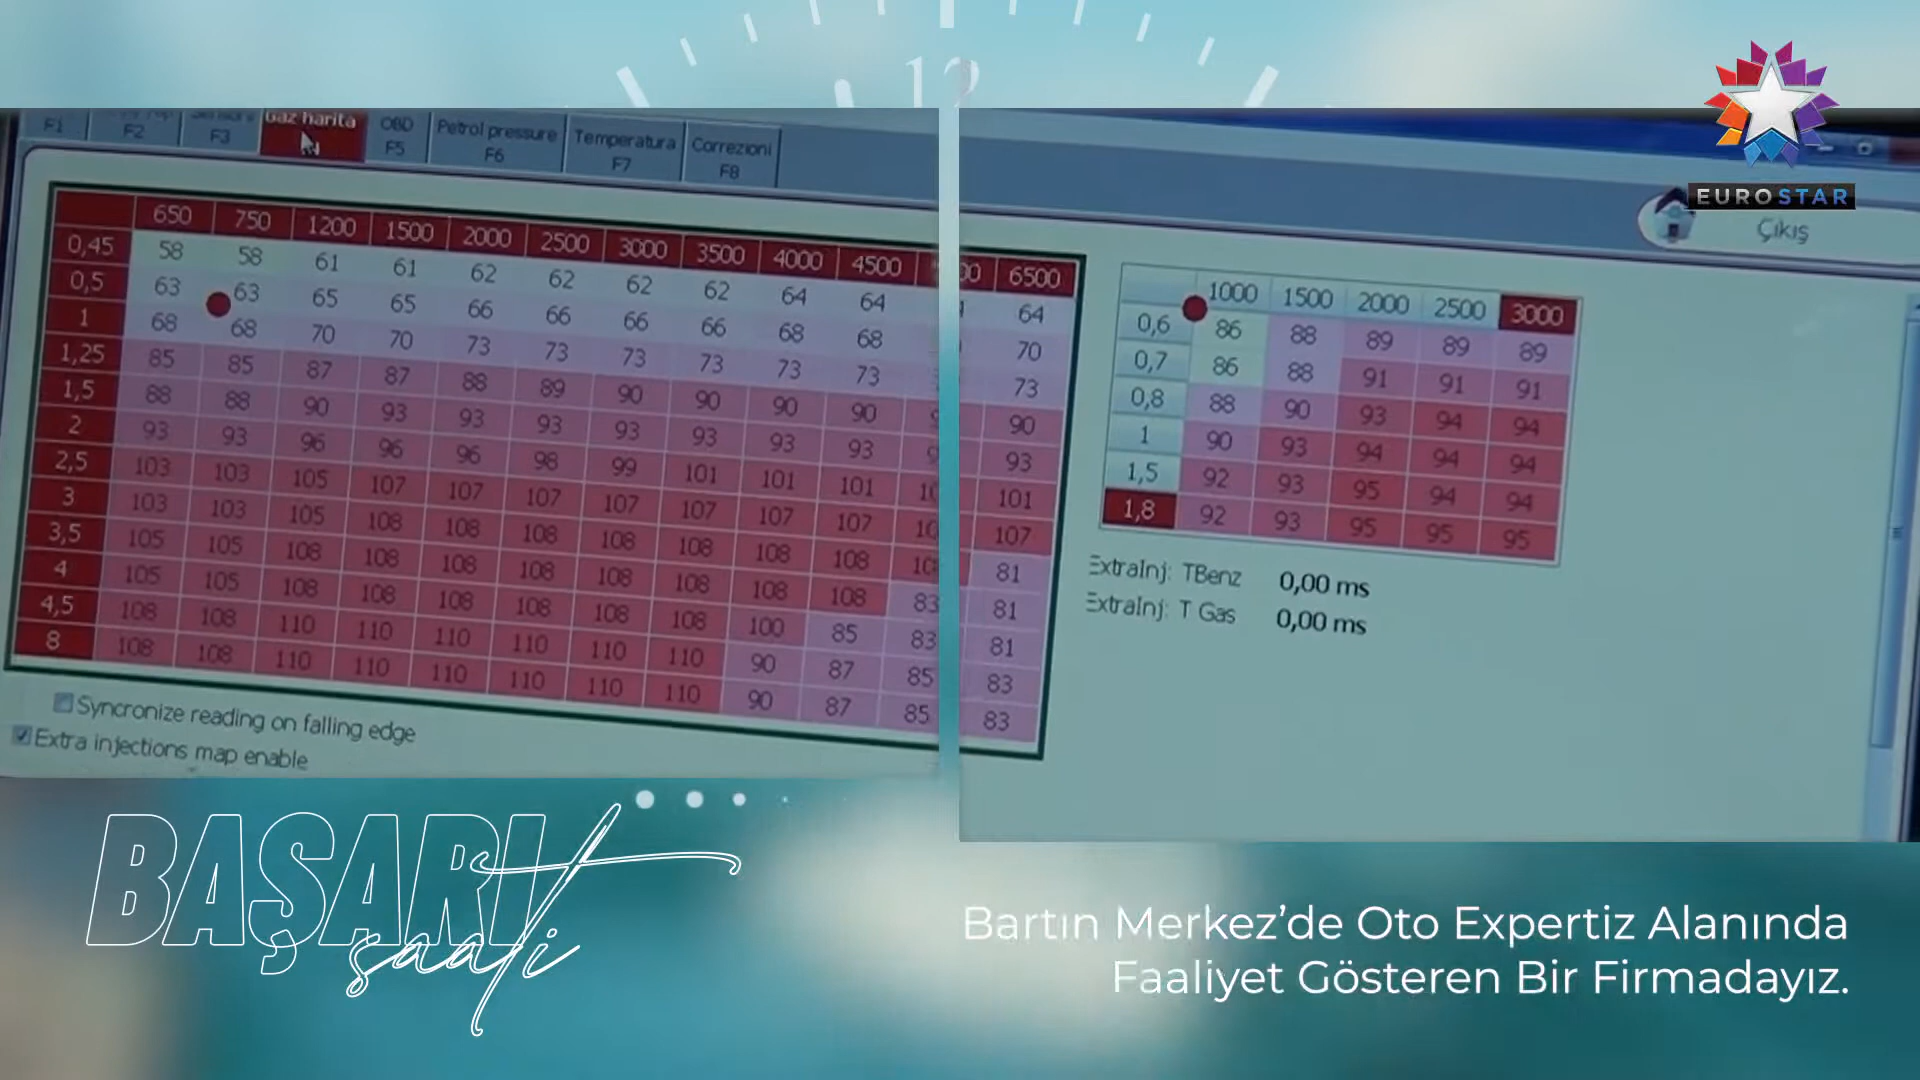 12
EUROSTAR
F1
F2
F3
Gaz harita
OBD
F5
Petrol pressure
F6
Temperatura
F7
Correzioni
F8
Çıkış
650 750 1200 1500 2000 2500 3000 3500 4000 4500 6500
0,45 58 58 61 61 62 62 62 62 64 64 64
0,5 63 63 65 65 66 66 66 66 68 68 70
1 68 68 70 70 73 73 73 73 73 73 73
1,25 85 85 87 87 88 89 90 90 90 90 90
1,5 88 88 90 93 93 93 93 93 93 93 93
2 93 93 96 96 96 98 99 101 101 101 101
2,5 103 103 105 107 107 107 107 107 107 107 107
3 103 103 105 108 108 108 108 108 108 108 81
3,5 105 105 108 108 108 108 108 108 108 108 83 81
4 105 105 108 108 108 108 108 108 100 85 83 81
4,5 108 108 110 110 110 110 110 110 90 87 85 83
8 108 108 110 110 110 110 110 110 90 87 85 83
Syncronize reading on falling edge
Extra injections map enable
1000 1500 2000 2500 3000
0,6 86 88 89 89 89
0,7 86 88 91 91 91
0,8 88 90 93 94 94
1 90 93 94 94 94
1,5 92 93 95 94 94
1,8 92 93 95 95 95
ExtraInj: TBenz 0,00 ms
ExtraInj: T Gas 0,00 ms
BAŞARI
saati
Bartın Merkez’de Oto Expertiz Alanında
Faaliyet Gösteren Bir Firmadayız.